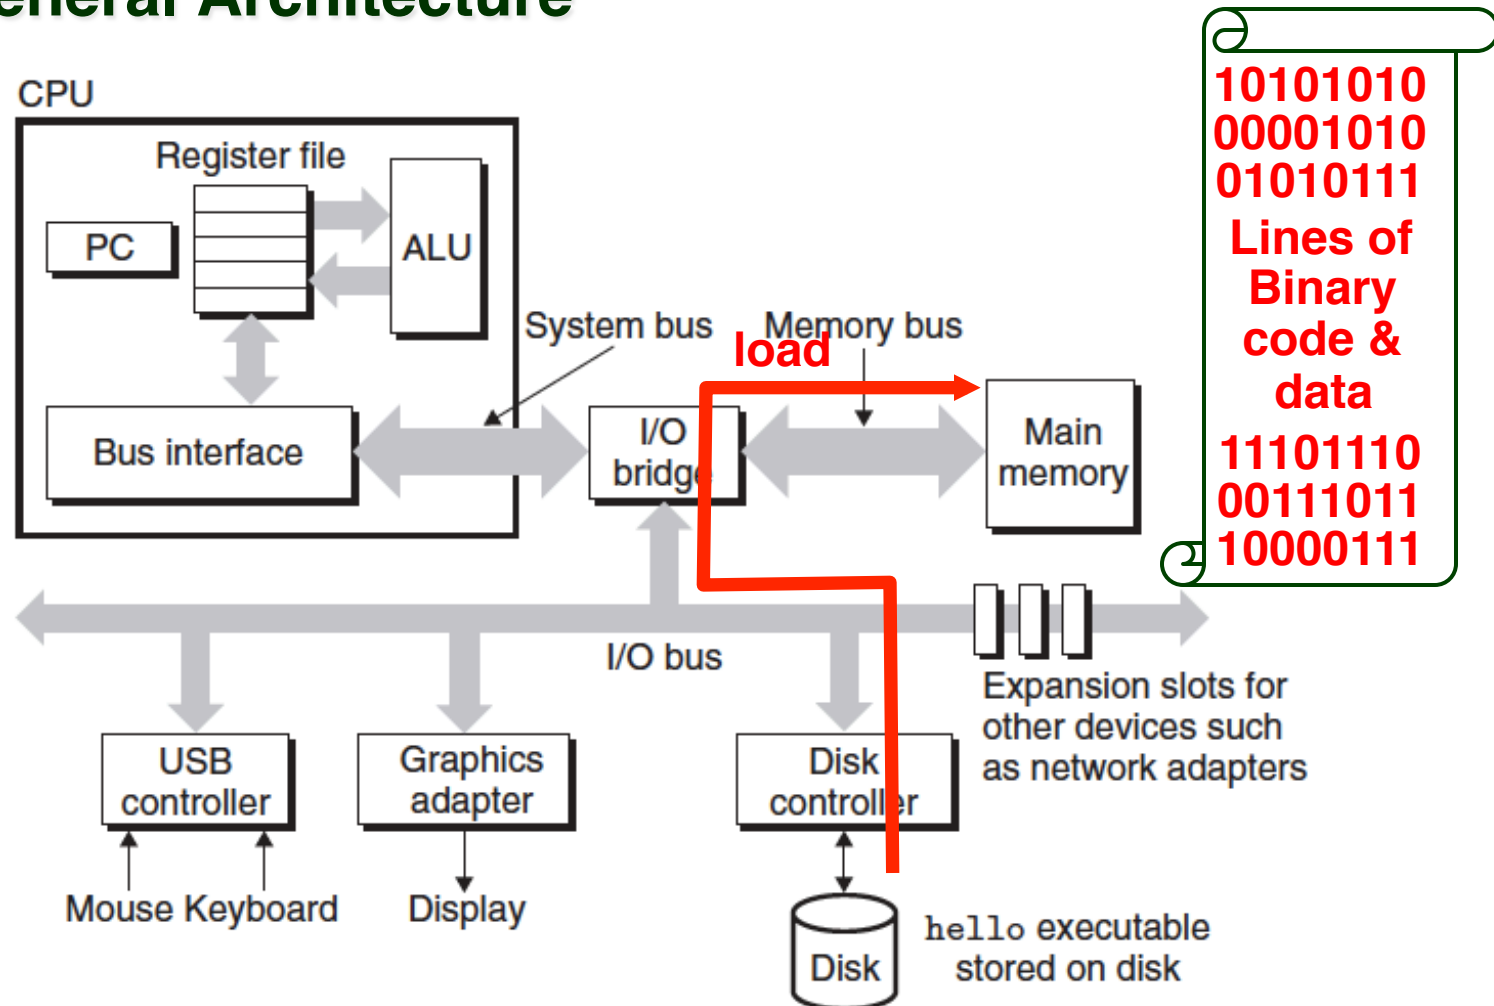 eneral Architecture
CPU
Register file
PC
ALU
System bus
Memory bus
load
Bus interface
I/O
bridge
Main
memory
10101010
00001010
01010111
Lines of
Binary
code &
data
11101110
00111011
10000111
I/O bus
Expansion slots for
other devices such
as network adapters
USB
controller
Graphics
adapter
Disk
controller
Mouse Keyboard
Display
Disk
hello executable
stored on disk